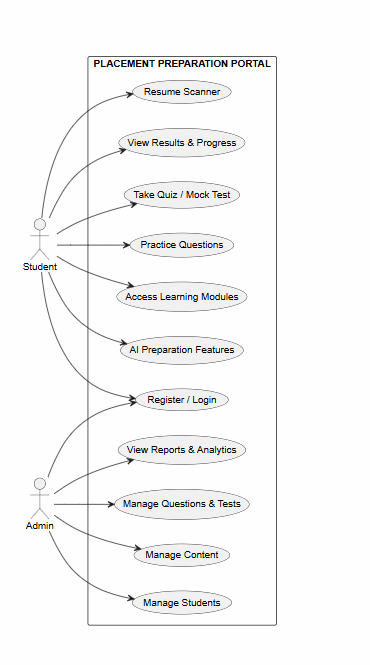 PLACEMENT PREPARATION PORTAL
Resume Scanner
View Results & Progress
Take Quiz / Mock Test
Practice Questions
Student
Access Learning Modules
AI Preparation Features
Register / Login
View Reports & Analytics
Manage Questions & Tests
Admin
Manage Content
Manage Students